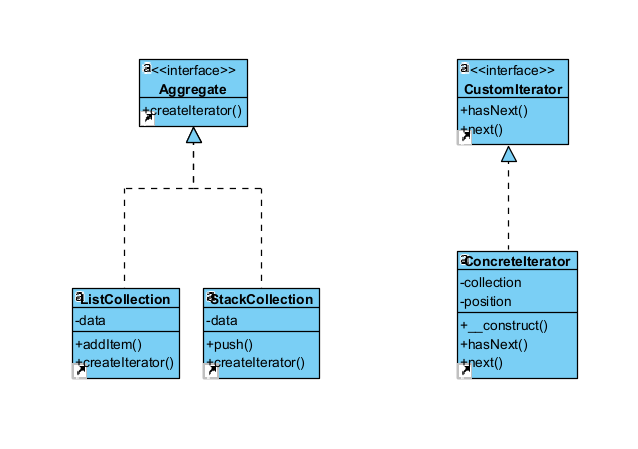 <<interface>>
Aggregate
+createIterator()
<<interface>>
CustomIterator
+hasNext()
+next()
ListCollection
-data
+addItem()
+createIterator()
StackCollection
-data
+push()
+createIterator()
ConcreteIterator
-collection
-position
+__construct()
+hasNext()
+next()